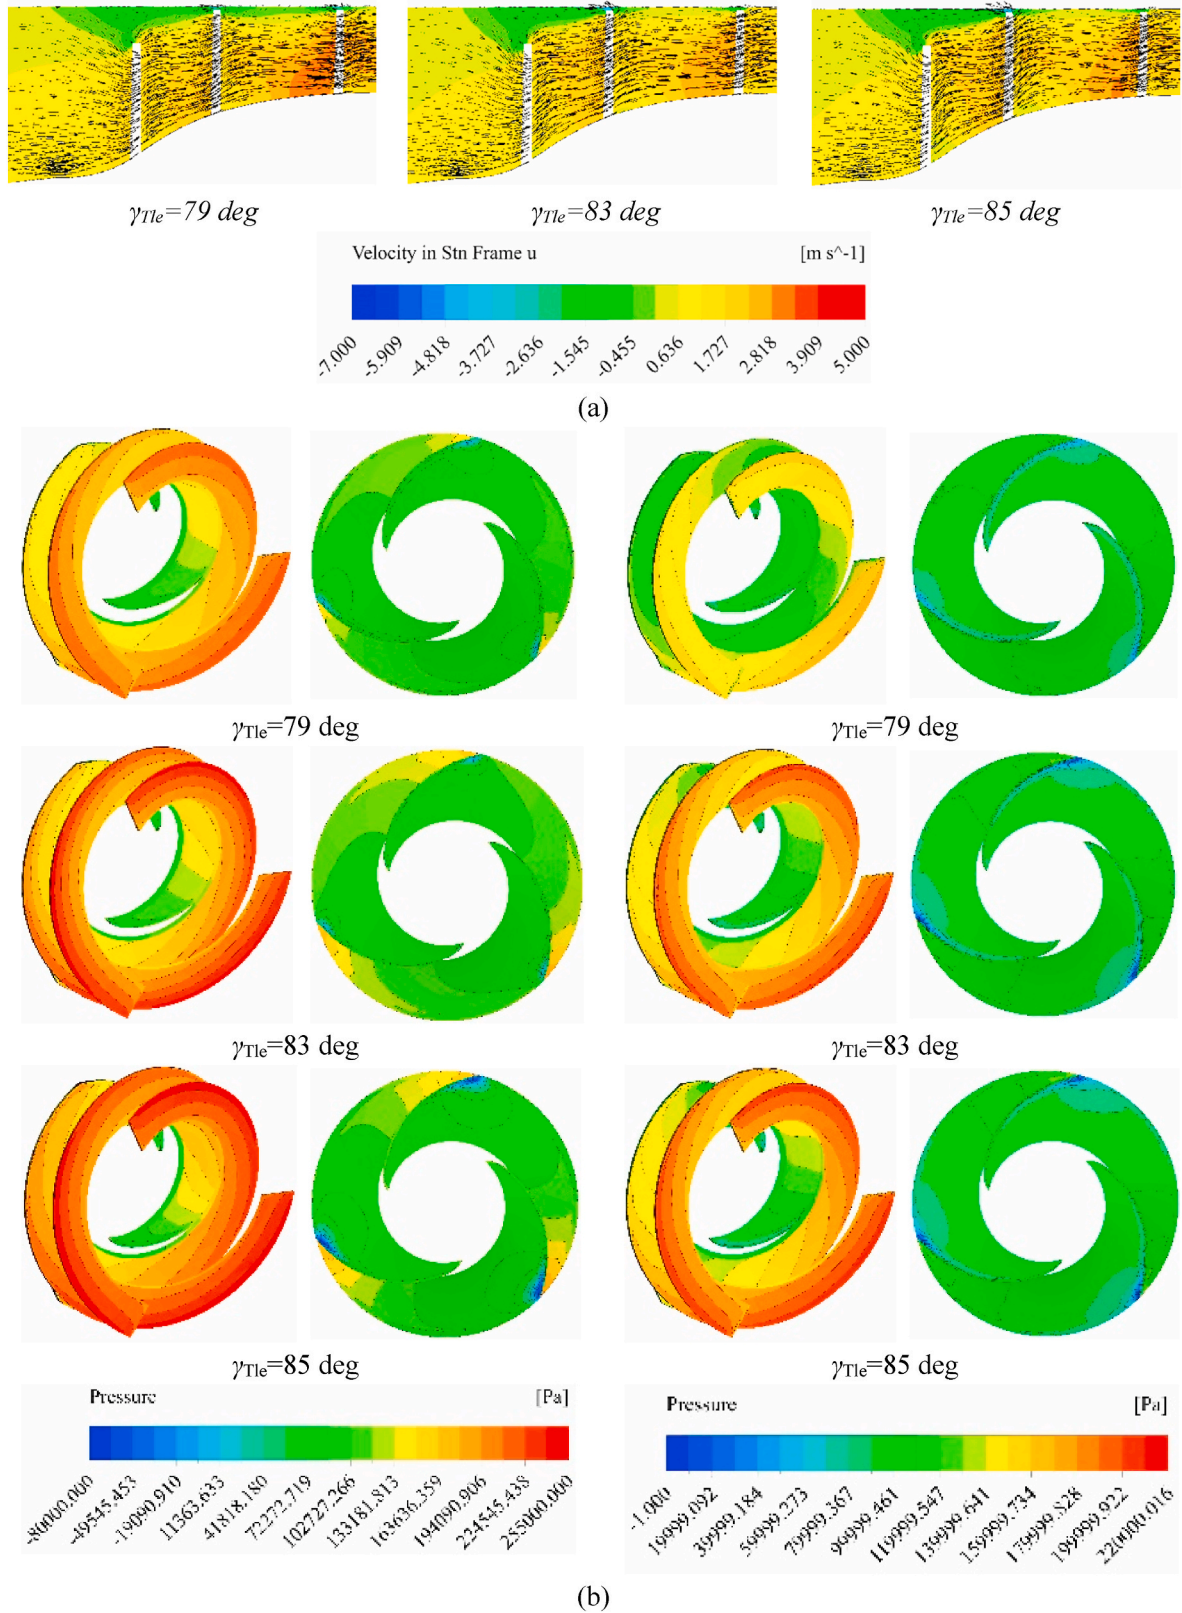 γTle=79 deg γTle=83 deg γTle=85 deg
Velocity in Stn Frame u [m s^-1]
-7.000 -5.909 -4.818 -3.727 -2.636 -1.545 -0.455 0.636 1.727 2.818 3.909 5.000
(a)
γTle=79 deg γTle=79 deg
γTle=83 deg γTle=83 deg
γTle=85 deg γTle=85 deg
Pressure [Pa]
-80000.000 -49545.453 -19090.910 11363.633 41818.180 72272.719 102727.266 133181.813 163636.359 194090.906 224545.438 255000.000
Pressure [Pa]
-1.000 19999.092 39999.184 59999.273 79999.367 99999.461 119999.547 139999.641 159999.734 179999.828 199999.922 220000.016
(b)